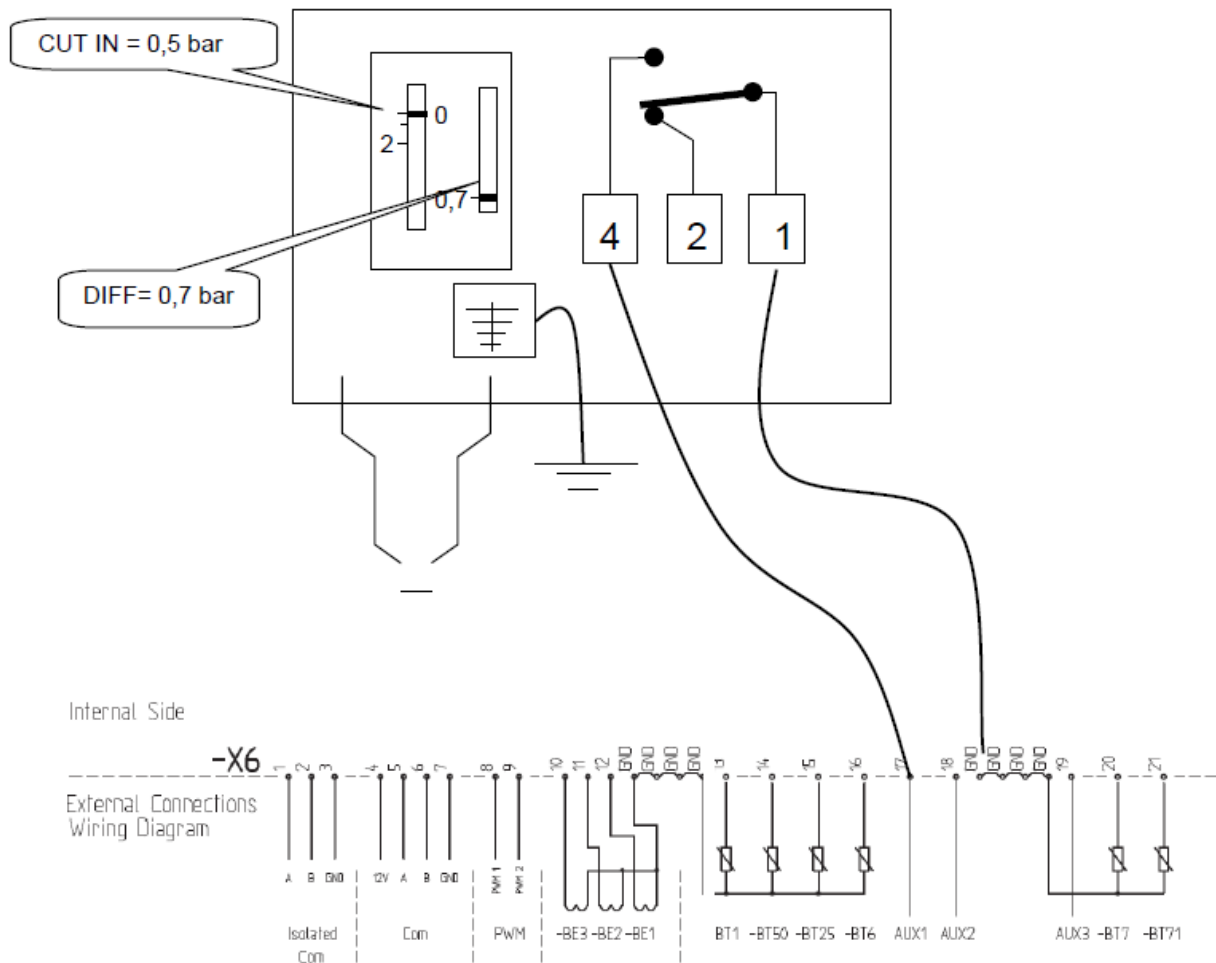 CUT IN = 0,5 bar
0
2
0,7
DIFF= 0,7 bar
4
2
1
Internal Side
-X6
1
2
3
4
5
6
7
8
9
10
11
12
GND
GND
GND
GND
13
14
15
16
17
18
GND
GND
GND
GND
19
20
21
External Connections
Wiring Diagram
A
B
GND
12V
A
B
GND
PWM 1
PWM 2
Isolated
Com
Com
PWM
-BE3 -BE2 -BE1
BT1 -BT50 -BT25 -BT6 AUX1 AUX2 AUX3 -BT7 -BT71